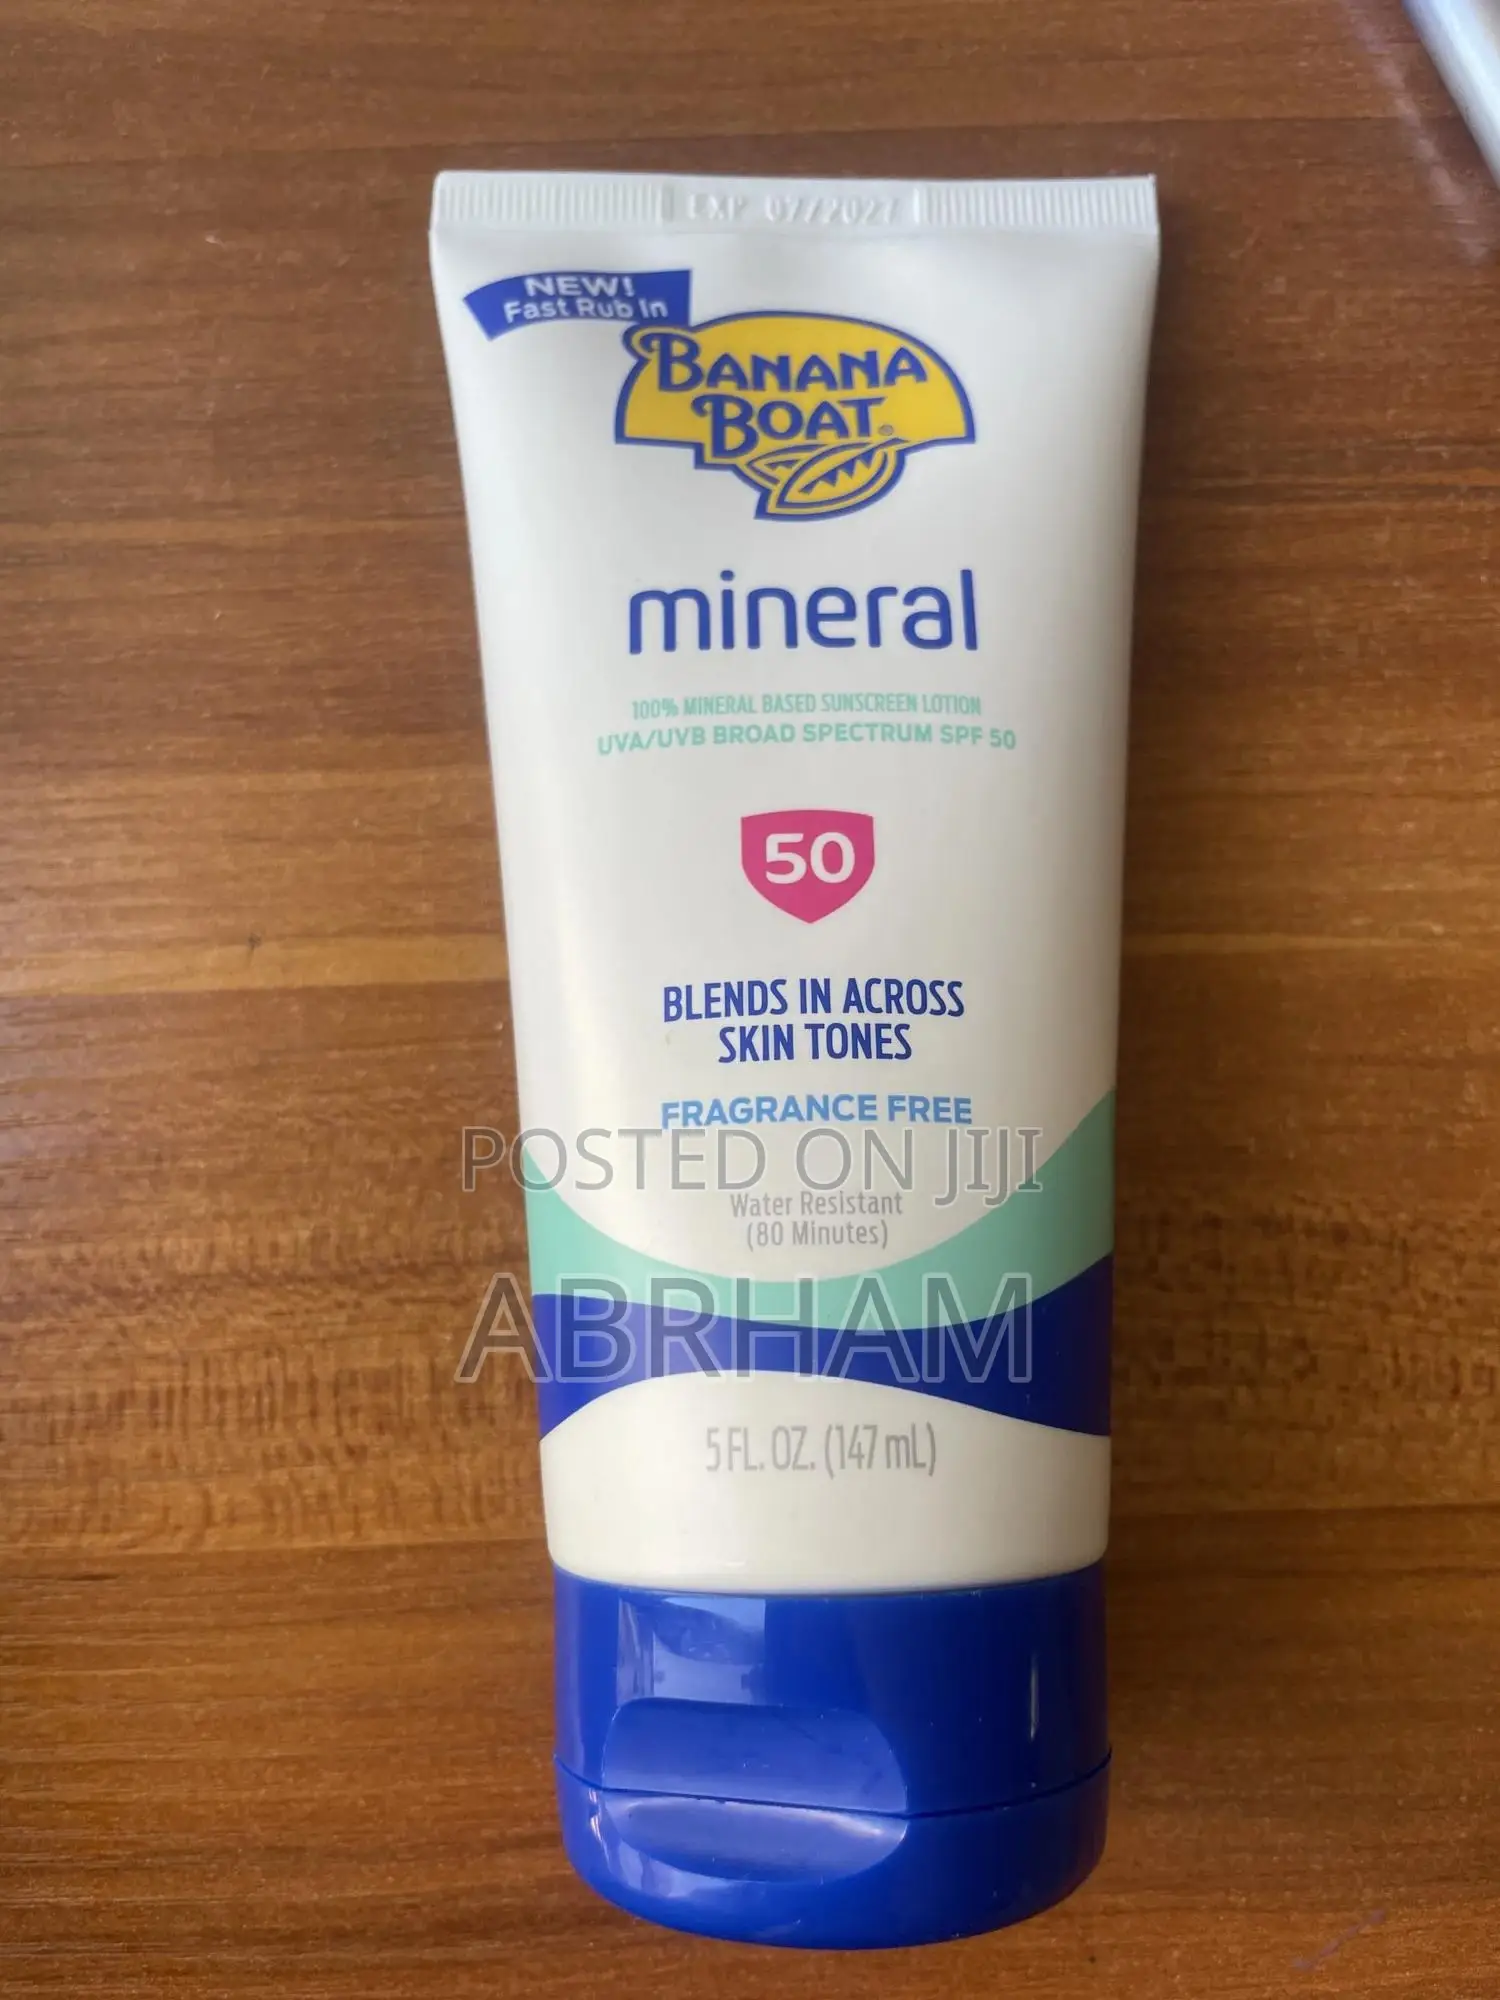 EXP 07/2027
NEW!
Fast Rub In
BANANA
BOAT®
mineral
100% MINERAL BASED SUNSCREEN LOTION
UVA/UVB BROAD SPECTRUM SPF 50
50
BLENDS IN ACROSS
SKIN TONES
FRAGRANCE FREE
POSTED ON JIJI
Water Resistant
(80 Minutes)
ABRHAM
5 FL. OZ. (147 mL)